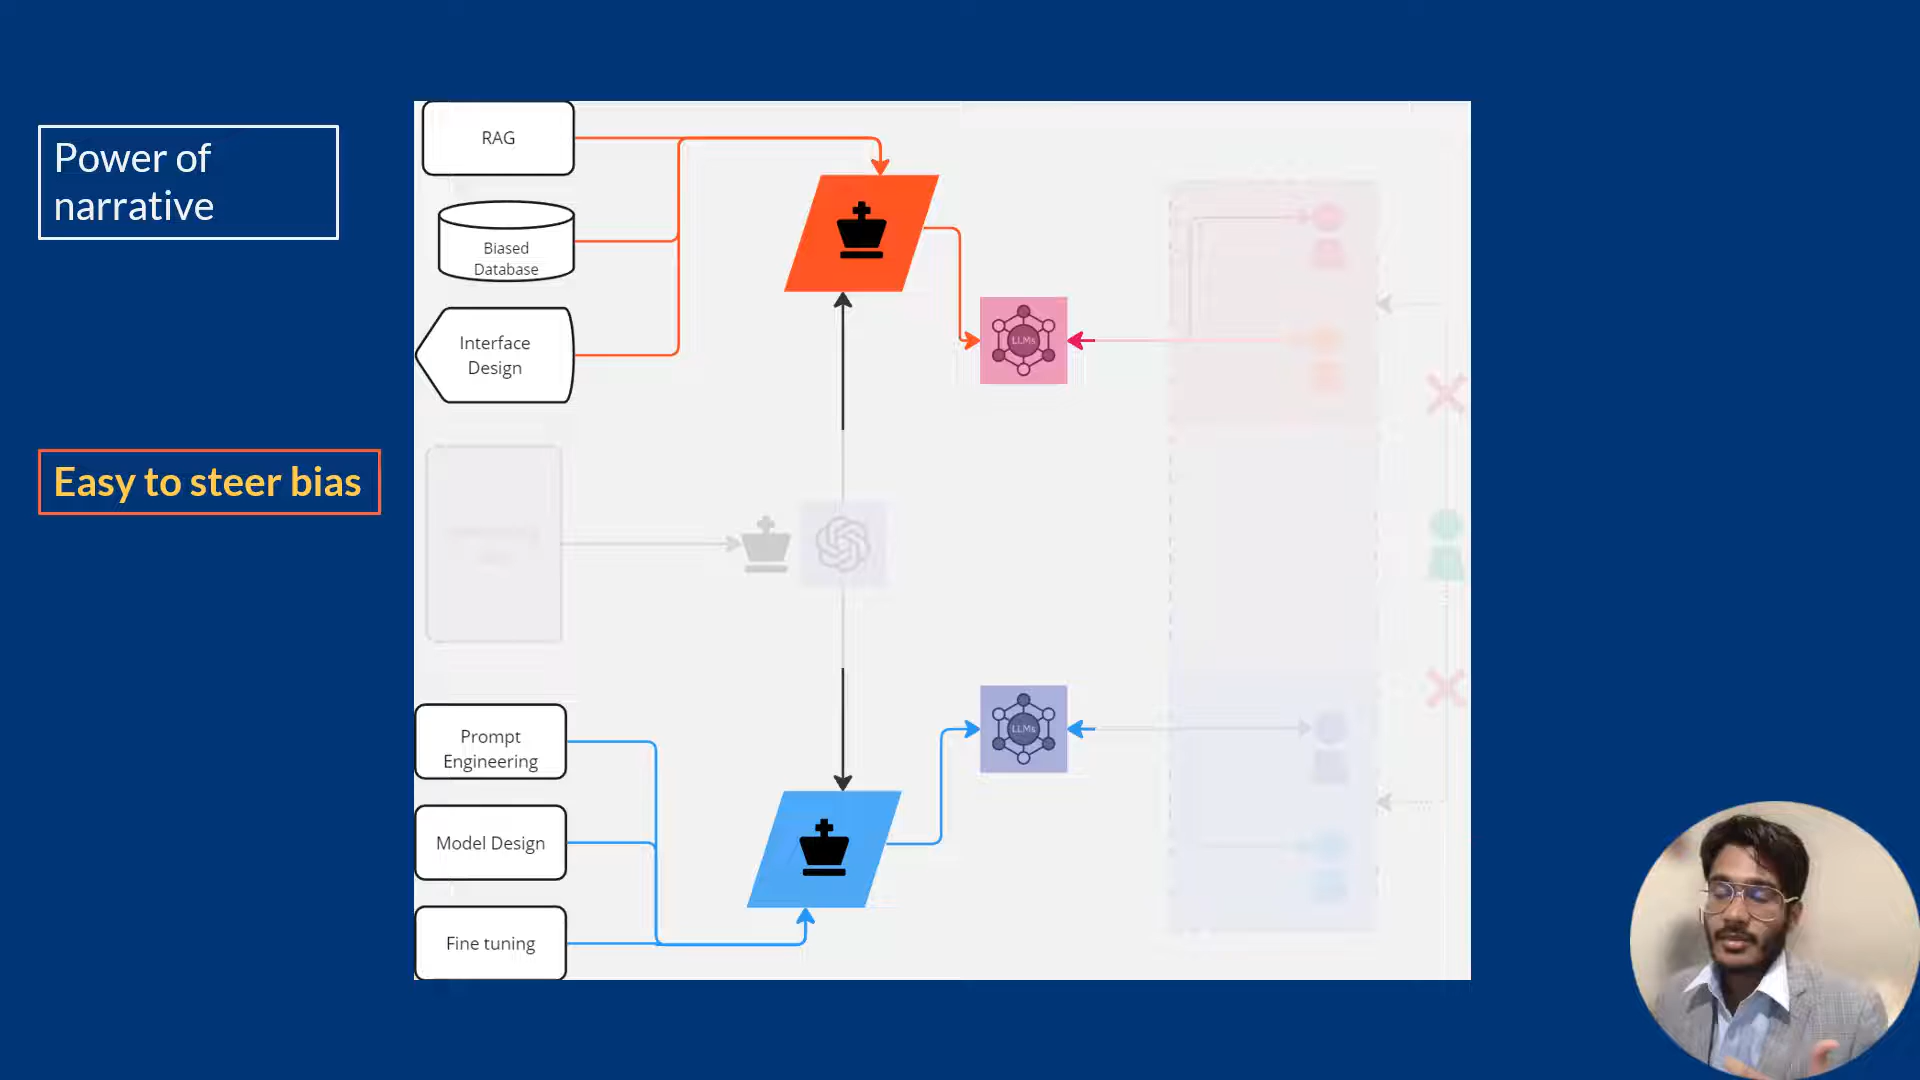 Power of
narrative
Easy to steer bias
RAG
Biased
Database
Interface
Design
LLMs
Prompt
Engineering
Model Design
Fine tuning
LLMs